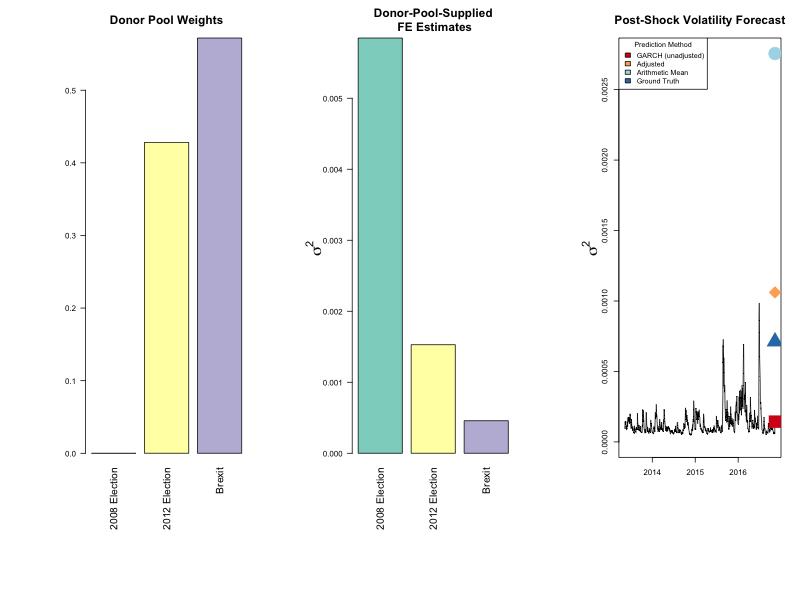 Donor Pool Weights
0.5
0.4
0.3
0.2
0.1
0.0
2008 Election
2012 Election
Brexit
Donor-Pool-Supplied
FE Estimates
σ²
0.005
0.004
0.003
0.002
0.001
0.000
2008 Election
2012 Election
Brexit
Post-Shock Volatility Forecast
σ²
0.0025
0.0020
0.0015
0.0010
0.0005
0.0000
Prediction Method
GARCH (unadjusted)
Adjusted
Arithmetic Mean
Ground Truth
2014 2015 2016